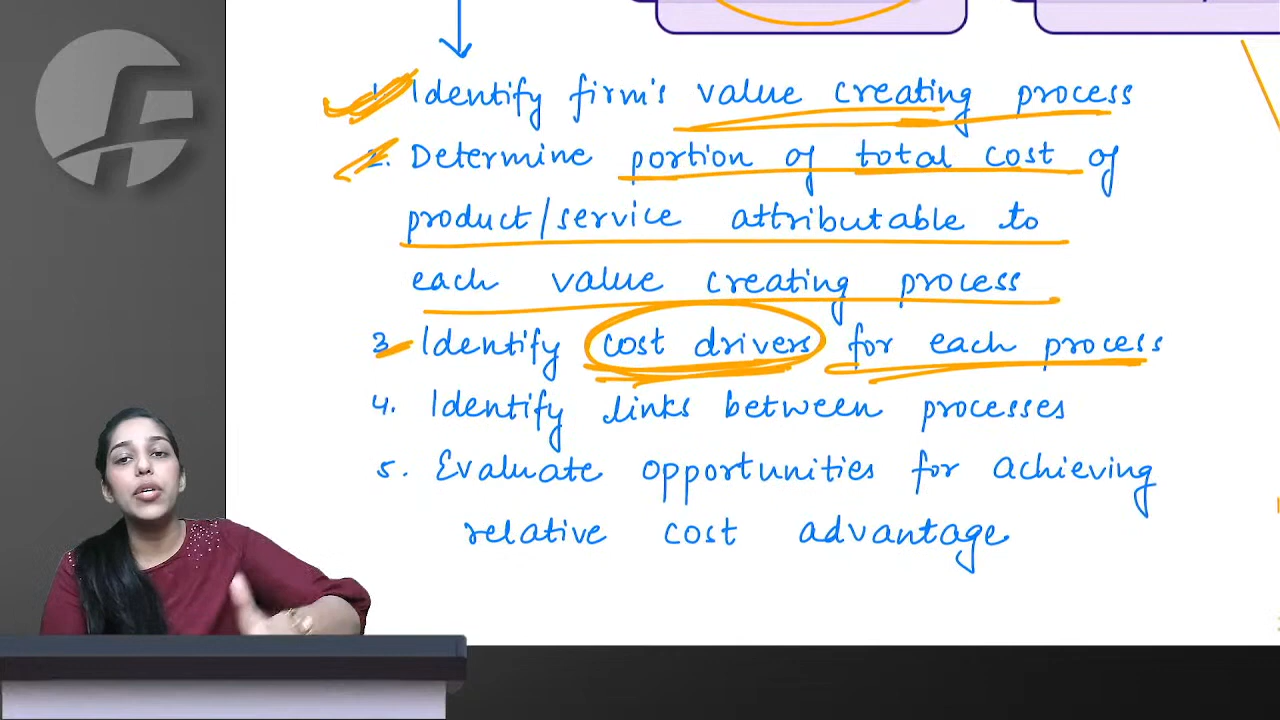 1. Identify firm's value creating process
2. Determine portion of total cost of
product/service attributable to
each value creating process
3. Identify cost drivers for each process
4. Identify links between processes
5. Evaluate opportunities for achieving
relative cost advantage